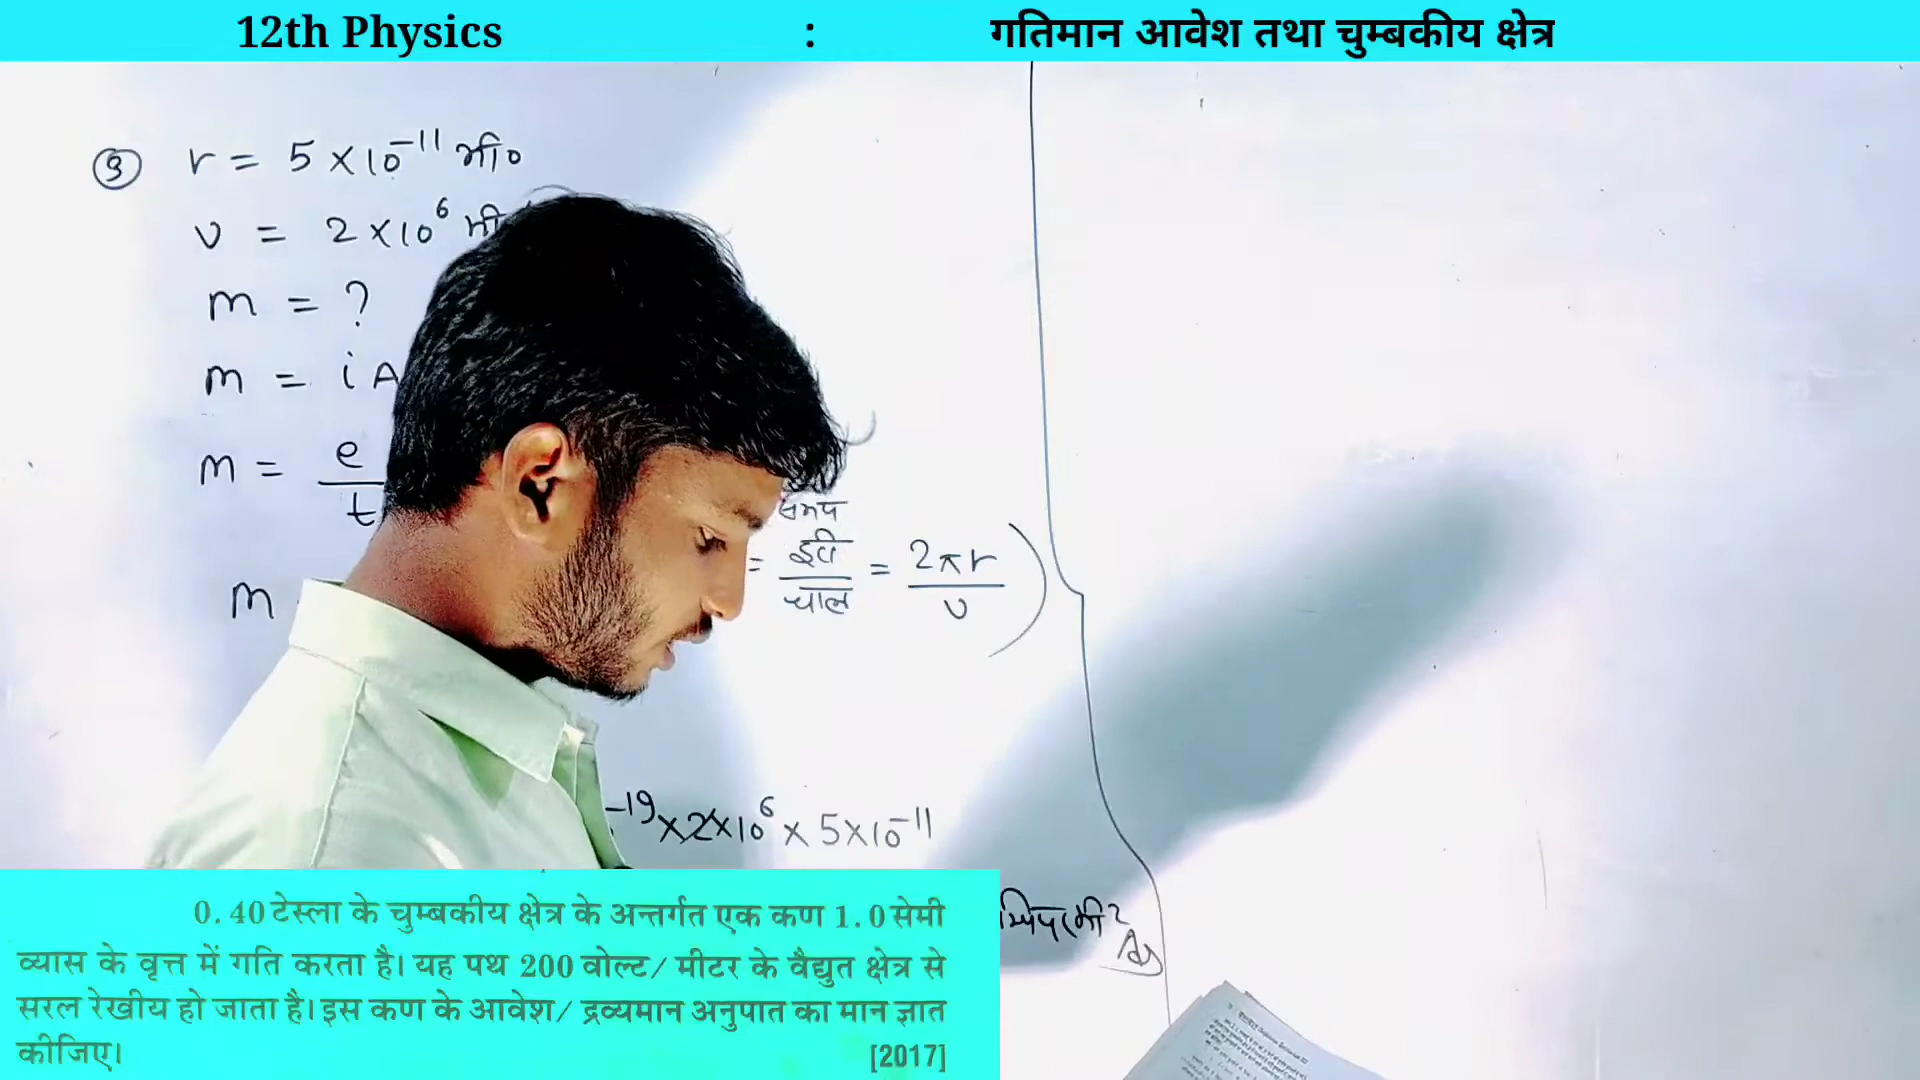 12th Physics : गतिमान आवेश तथा चुम्बकीय क्षेत्र
③ r = 5 × 10⁻¹¹ मी०
v = 2 × 10⁶ मी
m = ?
m = i A
m = e / t
समय
m = दूरी / चाल = 2πr / v )
⁻¹⁹ × 2 × 10⁶ × 5 × 10⁻¹¹
Ans
0.40 टेस्ला के चुम्बकीय क्षेत्र के अन्तर्गत एक कण 1.0 सेमी
व्यास के वृत्त में गति करता है। यह पथ 200 वोल्ट/ मीटर के वैद्युत क्षेत्र से
सरल रेखीय हो जाता है। इस कण के आवेश/ द्रव्यमान अनुपात का मान ज्ञात
कीजिए। [2017]